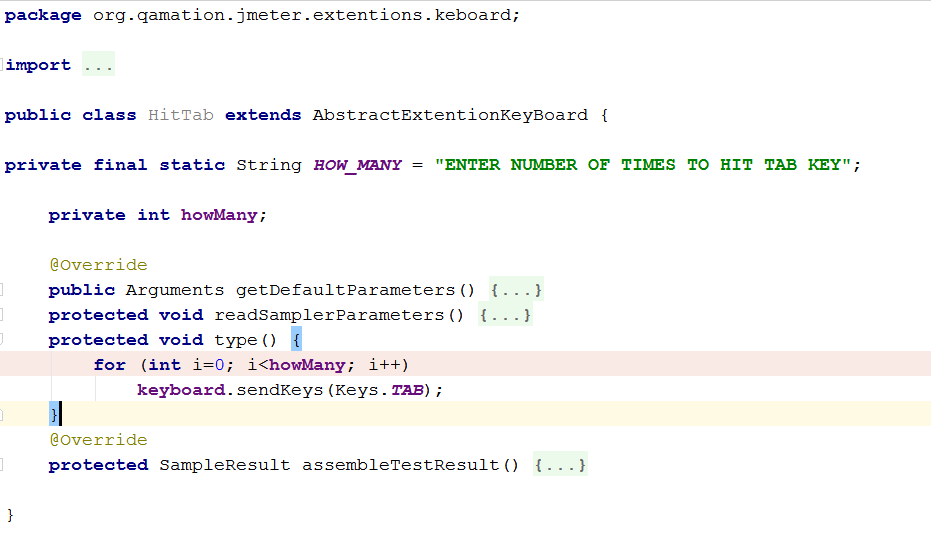 package org.qamation.jmeter.extentions.keboard;
import ...
public class HitTab extends AbstractExtentionKeyBoard {
private final static String HOW_MANY = "ENTER NUMBER OF TIMES TO HIT TAB KEY";
private int howMany;
@Override
public Arguments getDefaultParameters() {...}
protected void readSamplerParameters() {...}
protected void type() {
for (int i=0; i<howMany; i++)
keyboard.sendKeys(Keys.TAB);
}
@Override
protected SampleResult assembleTestResult() {...}
}